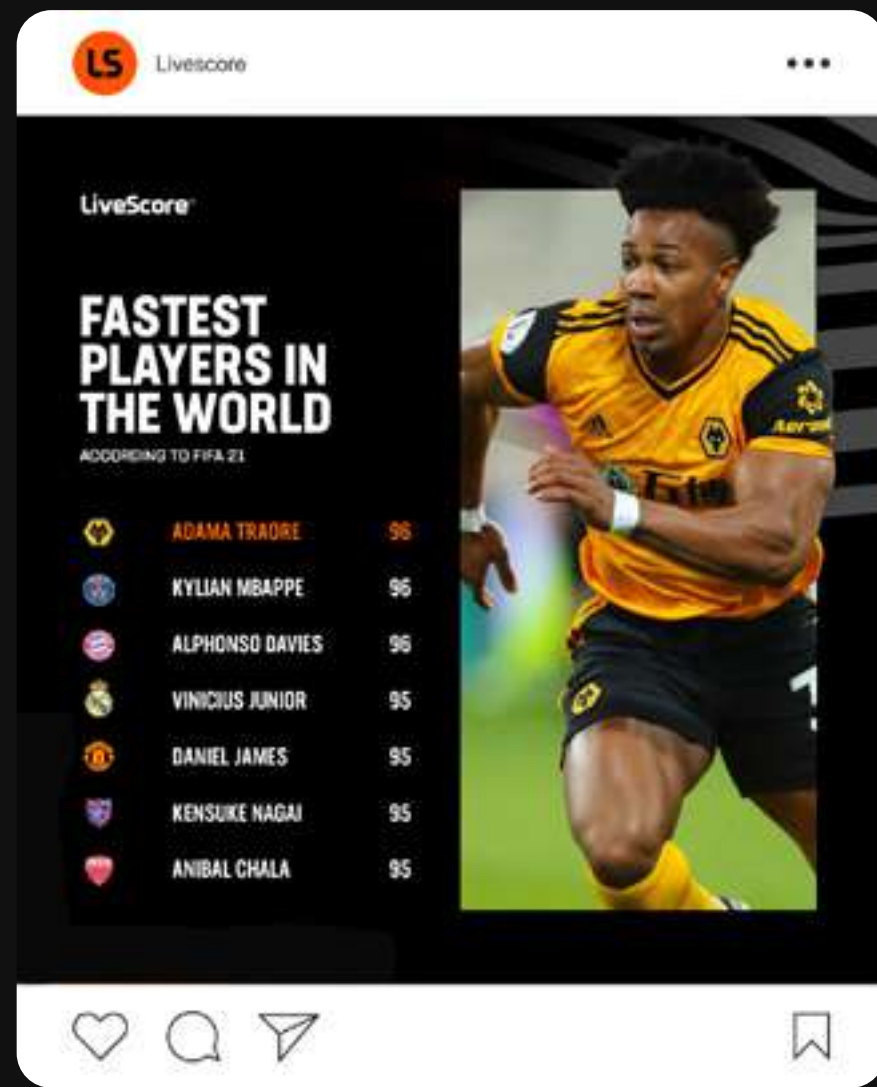 LS Livescore
LiveScore
FASTEST
PLAYERS IN
THE WORLD
ACCORDING TO FIFA 21
ADAMA TRAORE 96
KYLIAN MBAPPE 96
ALPHONSO DAVIES 96
VINICIUS JUNIOR 95
DANIEL JAMES 95
KENSUKE NAGAI 95
ANIBAL CHALA 95